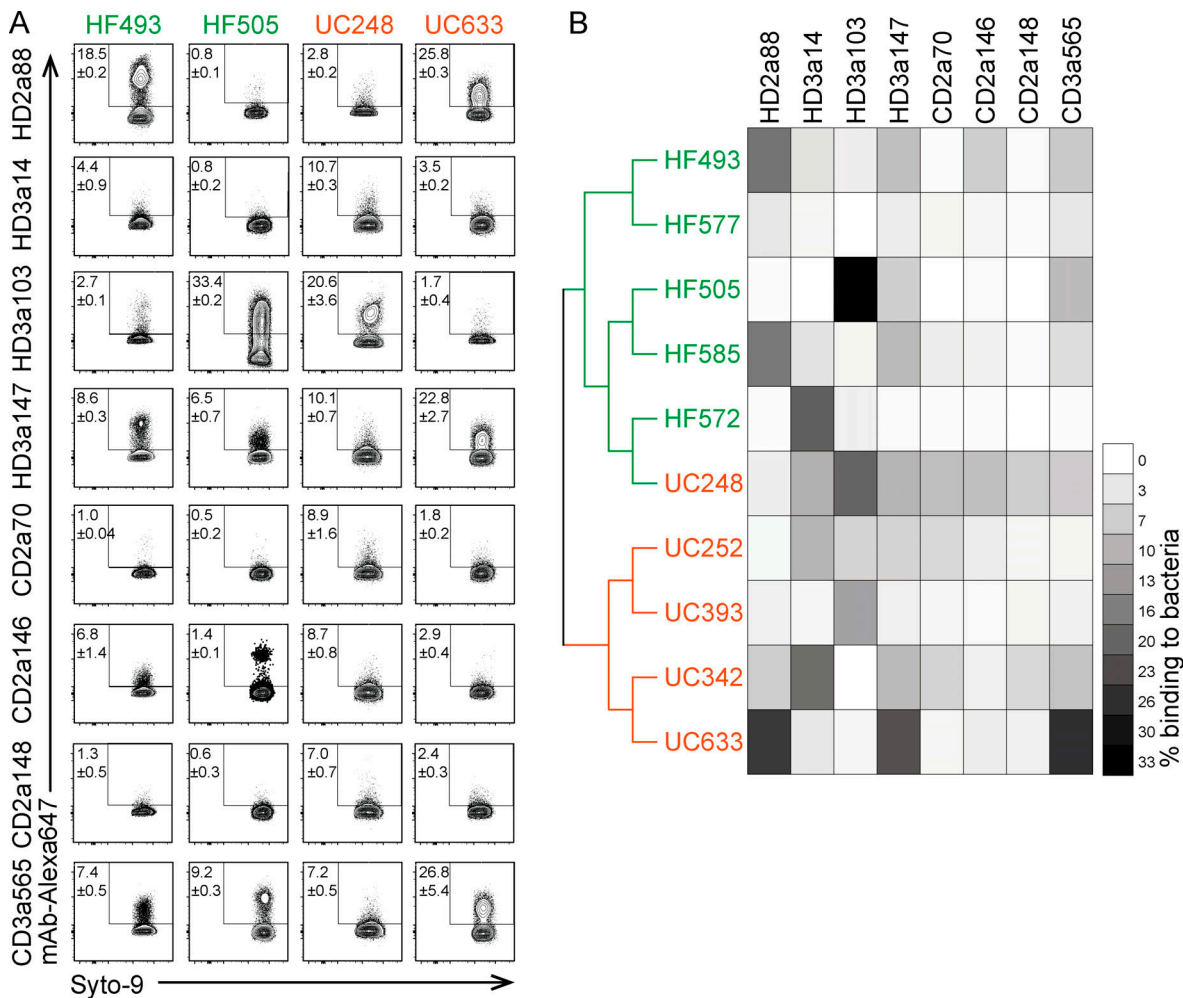 A
HF493 HF505 UC248 UC633
HD2a88
18.5 ±0.2
0.8 ±0.1
2.8 ±0.2
25.8 ±0.3
HD3a14
4.4 ±0.9
0.8 ±0.2
10.7 ±0.3
3.5 ±0.2
HD3a103
2.7 ±0.1
33.4 ±0.2
20.6 ±3.6
1.7 ±0.4
HD3a147
8.6 ±0.3
6.5 ±0.7
10.1 ±0.7
22.8 ±2.7
CD2a70
1.0 ±0.04
0.5 ±0.2
8.9 ±1.6
1.8 ±0.2
CD2a146
6.8 ±1.4
1.4 ±0.1
8.7 ±0.8
2.9 ±0.4
CD2a148
1.3 ±0.5
0.6 ±0.3
7.0 ±0.7
2.4 ±0.3
CD3a565
7.4 ±0.5
9.2 ±0.3
7.2 ±0.5
26.8 ±5.4
mAb-Alexa647
Syto-9
B
HD2a88
HD3a14
HD3a103
HD3a147
CD2a70
CD2a146
CD2a148
CD3a565
HF493
HF577
HF505
HF585
HF572
UC248
UC252
UC393
UC342
UC633
0
3
7
10
13
16
20
23
26
30
33
% binding to bacteria